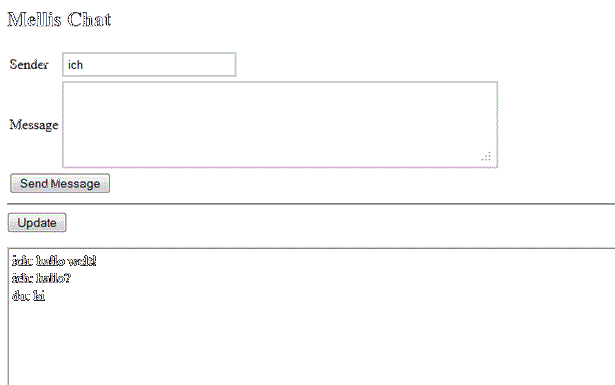 Mellis Chat
Sender ich
Message
Send Message
Update
ich: hallo welt!
ich: hallo?
du: hi